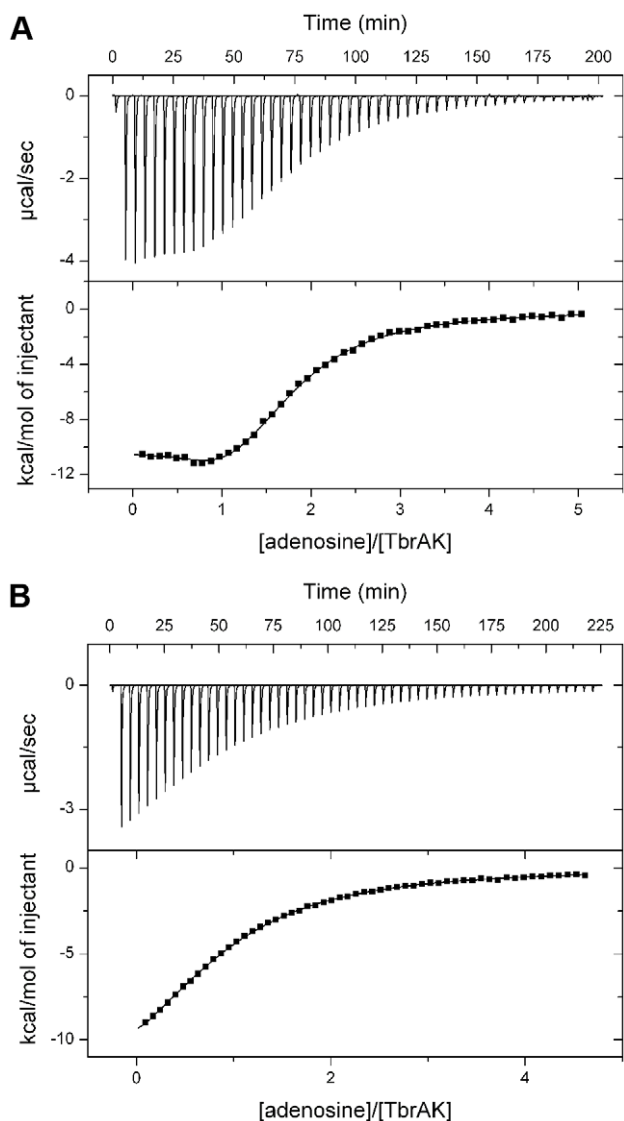 A
Time (min)
0 25 50 75 100 125 150 175 200
0
-2
-4
µcal/sec
0
-4
-8
-12
kcal/mol of injectant
0 1 2 3 4 5
[adenosine]/[TbrAK]
B
Time (min)
0 25 50 75 100 125 150 175 200 225
0
-3
µcal/sec
0
-5
-10
kcal/mol of injectant
0 2 4
[adenosine]/[TbrAK]